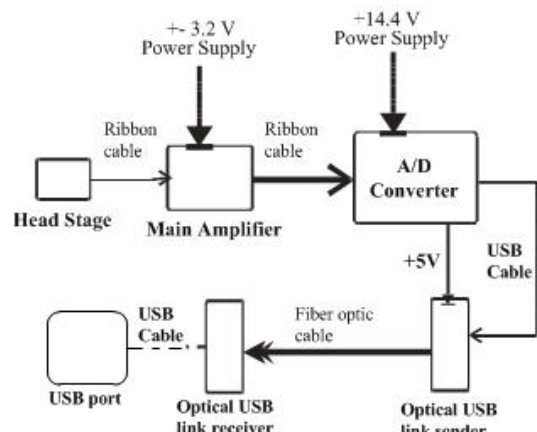 +- 3.2 V
Power Supply
+14.4 V
Power Supply
Ribbon
cable
Ribbon
cable
A/D
Converter
Head Stage
Main Amplifier
+5V
USB
Cable
USB
Cable
Fiber optic
cable
USB port
Optical USB
link receiver
Optical USB
link sender